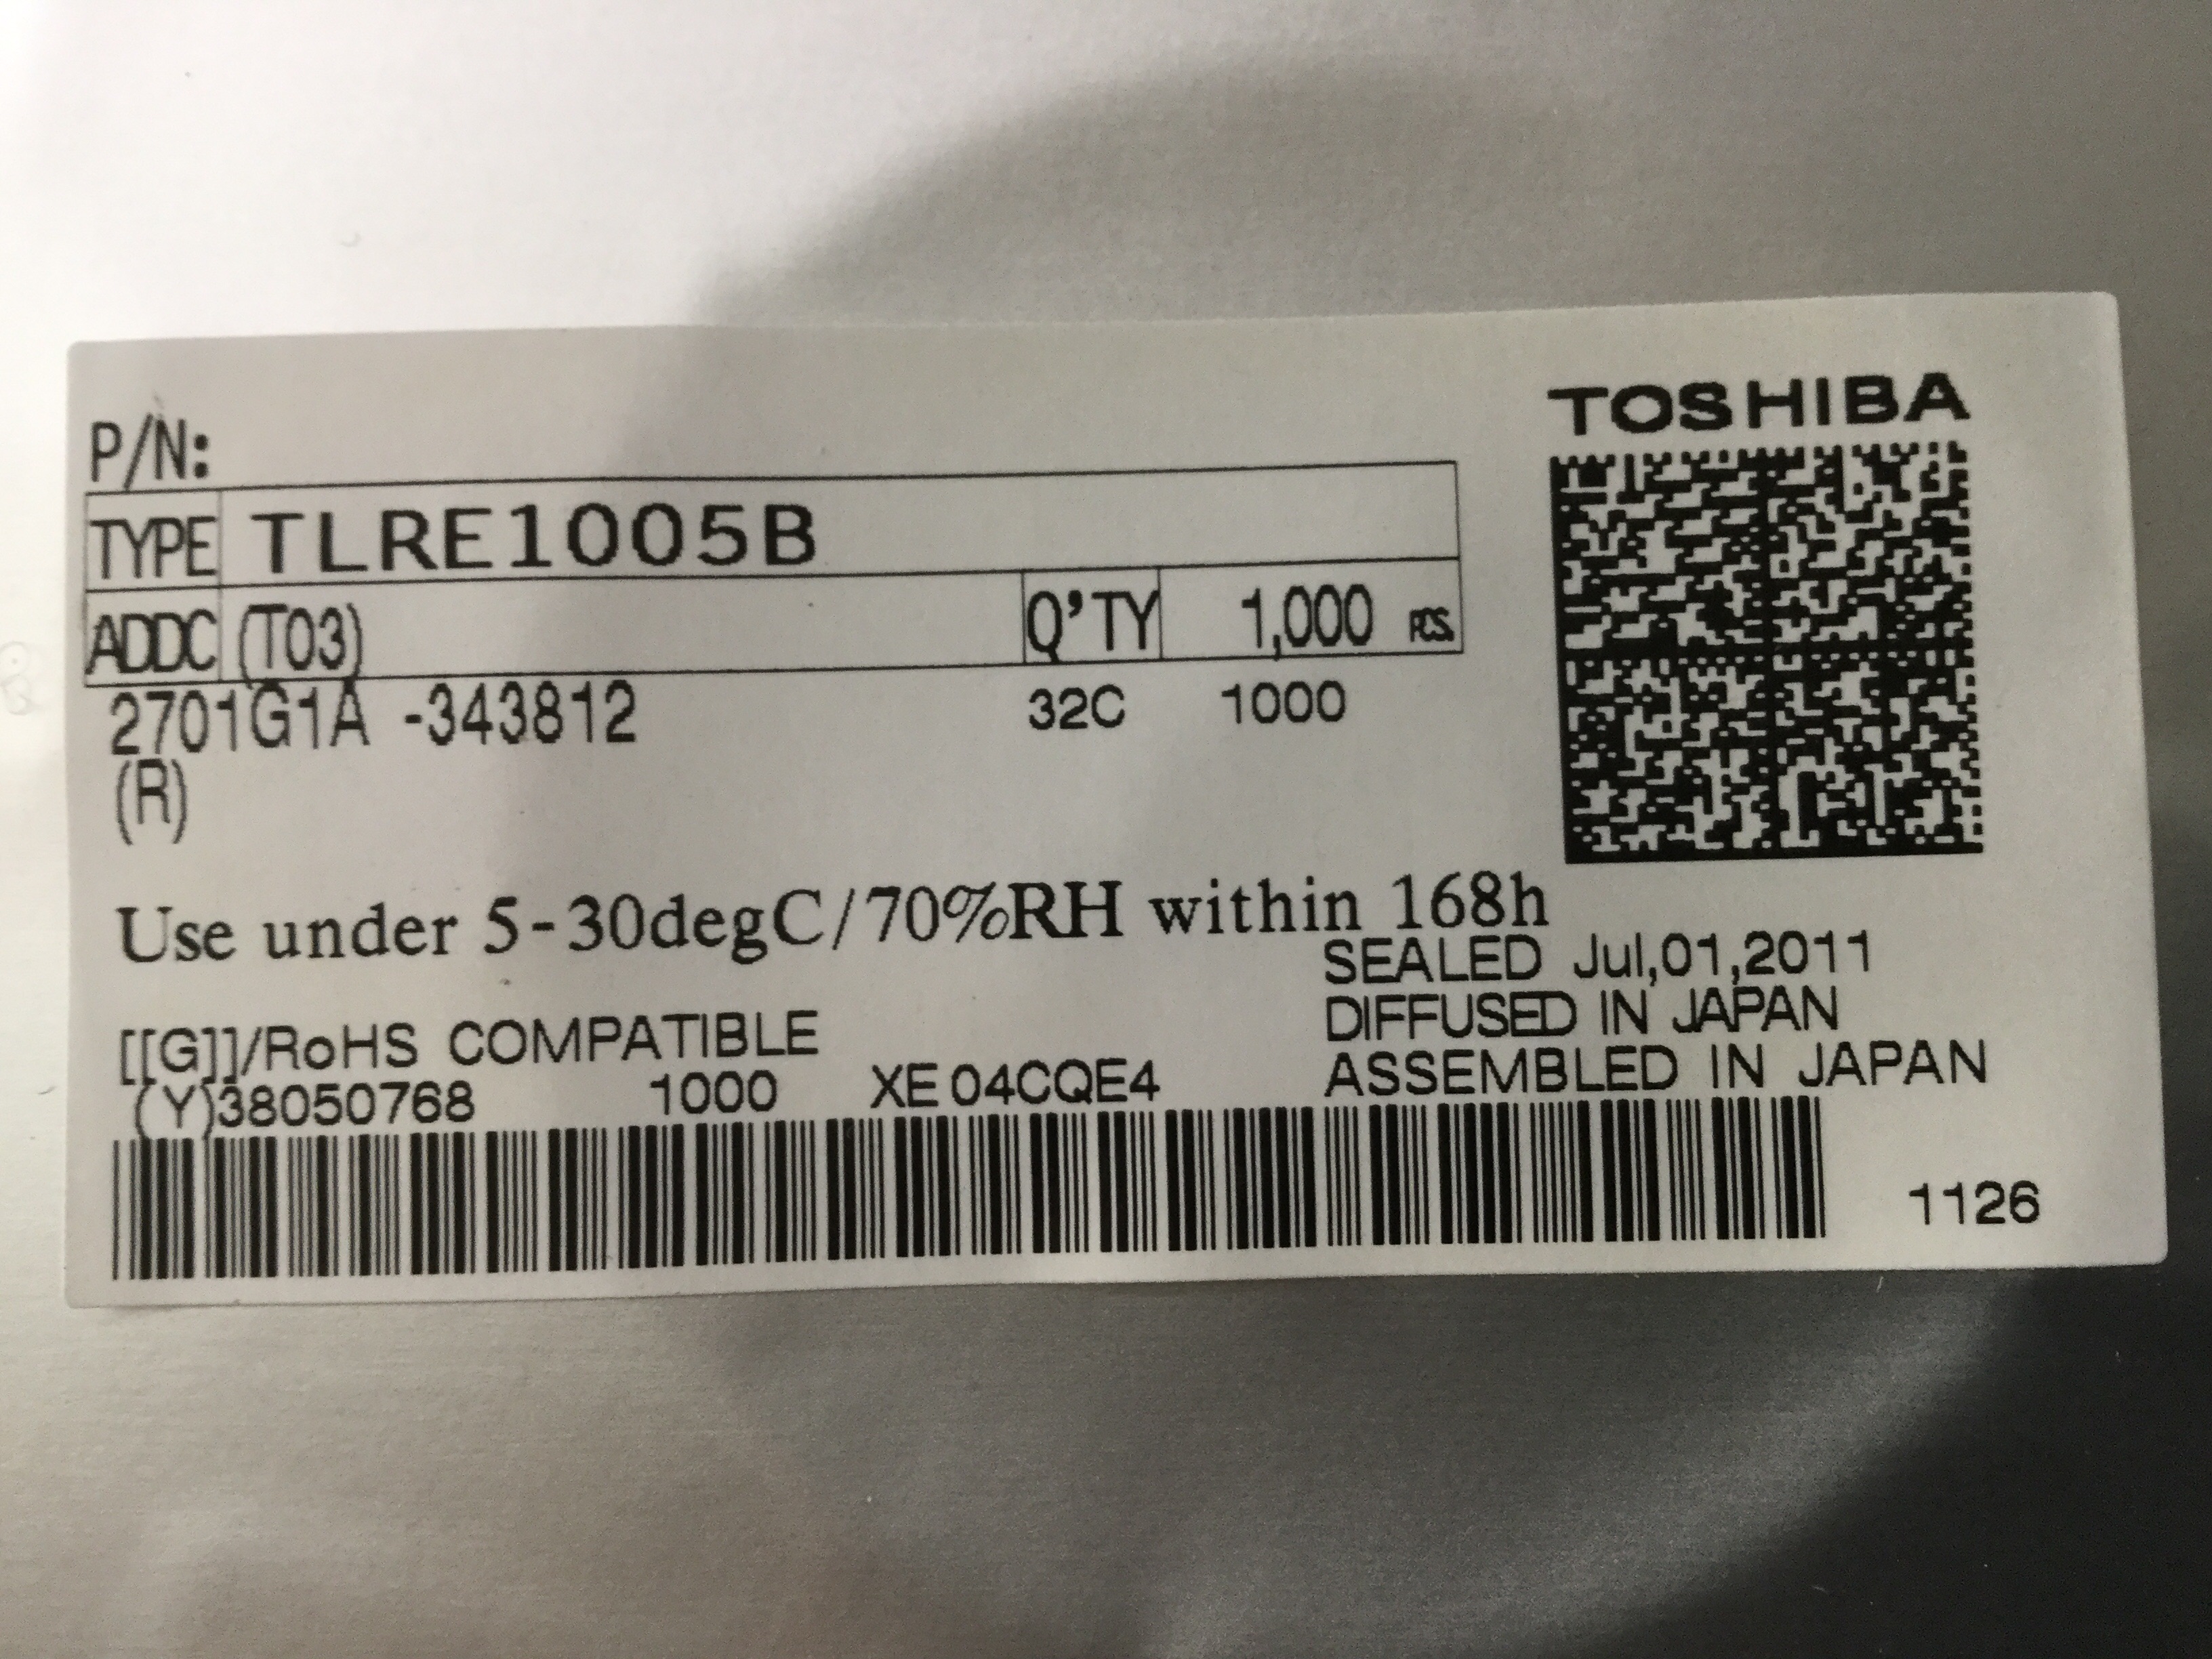 TOSHIBA
P/N:
TYPE TLRE1005B
ADDC (T03) Q'TY 1,000 PCS.
2701G1A -343812 32C 1000
(R)
Use under 5-30degC/70%RH within 168h
SEALED Jul,01,2011
DIFFUSED IN JAPAN
[[G]]/RoHS COMPATIBLE
ASSEMBLED IN JAPAN
(Y)38050768 1000 XE 04CQE4
1126